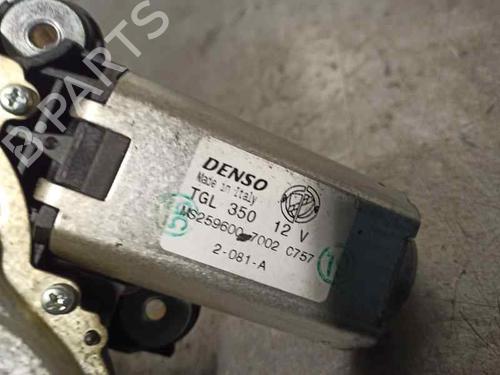 B-PARTS
DENSO
Made in Italy
TGL 350 12 V
MS259600-7002 C757
2-081-A